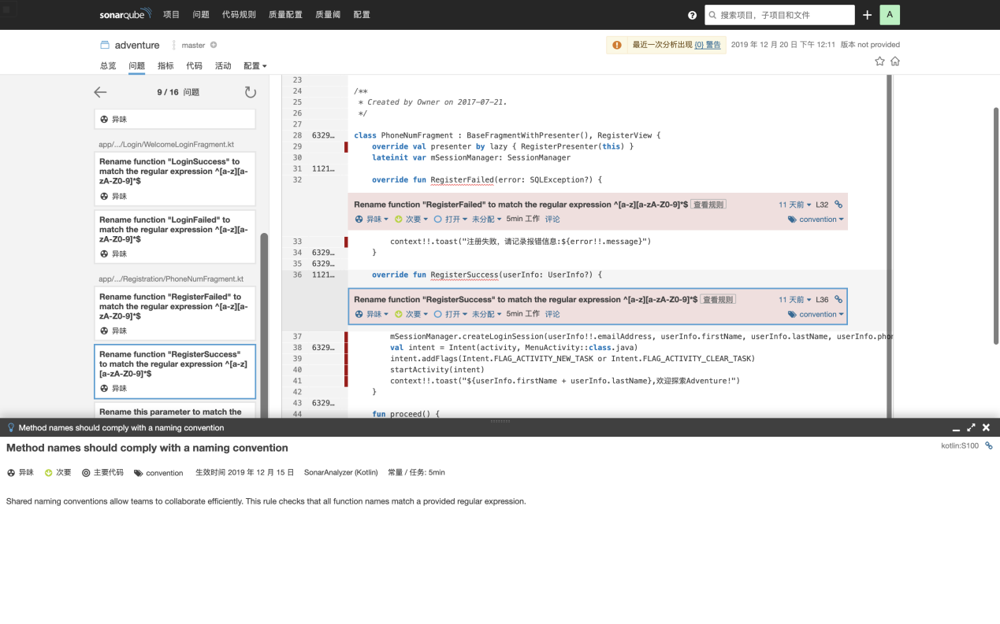 sonarqube 项目 问题 代码规则 质量配置 质量阈 配置 ? 搜索项目，子项目和文件 + A
adventure master 最近一次分析出现 {0} 警告 2019 年 12 月 20 日 下午 12:11 版本 not provided
总览 问题 指标 代码 活动 配置
9 / 16 问题
异味
app/.../Login/WelcomeLoginFragment.kt
Rename function "LoginSuccess" to
match the regular expression ^[a-z][a-
zA-Z0-9]*$
异味
Rename function "LoginFailed" to
match the regular expression ^[a-z][a-
zA-Z0-9]*$
异味
app/.../Registration/PhoneNumFragment.kt
Rename function "RegisterFailed" to
match the regular expression ^[a-z][a-
zA-Z0-9]*$
异味
Rename function "RegisterSuccess"
to match the regular expression ^[a-z]
[a-zA-Z0-9]*$
异味
Rename this parameter to match the
23
24 /**
25 * Created by Owner on 2017-07-21.
26 */
27
28 6329… class PhoneNumFragment : BaseFragmentWithPresenter(), RegisterView {
29 override val presenter by lazy { RegisterPresenter(this) }
30 lateinit var mSessionManager: SessionManager
31 1121…
32 override fun RegisterFailed(error: SQLException?) {
Rename function "RegisterFailed" to match the regular expression ^[a-z][a-zA-Z0-9]*$ 查看规则 11 天前 L32
异味 次要 打开 未分配 5min 工作 评论 convention
33 context!!.toast("注册失败，请记录报错信息:${error!!.message}")
34 6329… }
35 6329…
36 1121… override fun RegisterSuccess(userInfo: UserInfo?) {
Rename function "RegisterSuccess" to match the regular expression ^[a-z][a-zA-Z0-9]*$ 查看规则 11 天前 L36
异味 次要 打开 未分配 5min 工作 评论 convention
37 mSessionManager.createLoginSession(userInfo!!.emailAddress, userInfo.firstName, userInfo.lastName, userInfo.phor
38 6329… val intent = Intent(activity, MenuActivity::class.java)
39 intent.addFlags(Intent.FLAG_ACTIVITY_NEW_TASK or Intent.FLAG_ACTIVITY_CLEAR_TASK)
40 startActivity(intent)
41 context!!.toast("${userInfo.firstName + userInfo.lastName},欢迎探索Adventure!")
42 }
43 6329…
44 fun proceed() {
Method names should comply with a naming convention
Method names should comply with a naming convention kotlin:S100
异味 次要 主要代码 convention 生效时间 2019 年 12 月 15 日 SonarAnalyzer (Kotlin) 常量 / 任务: 5min
Shared naming conventions allow teams to collaborate efficiently. This rule checks that all function names match a provided regular expression.